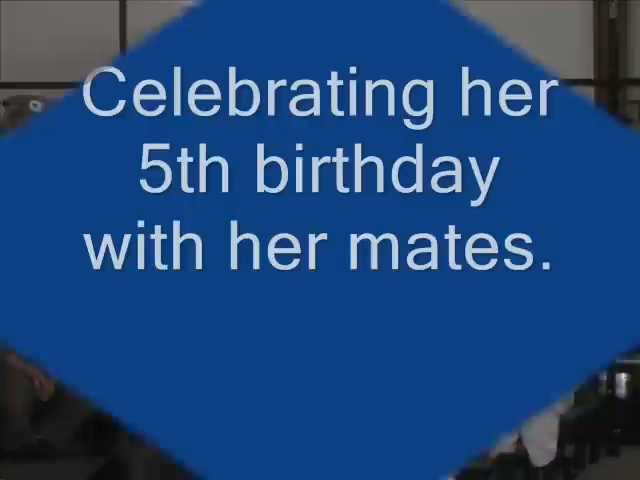 Celebrating her
5th birthday
with her mates.